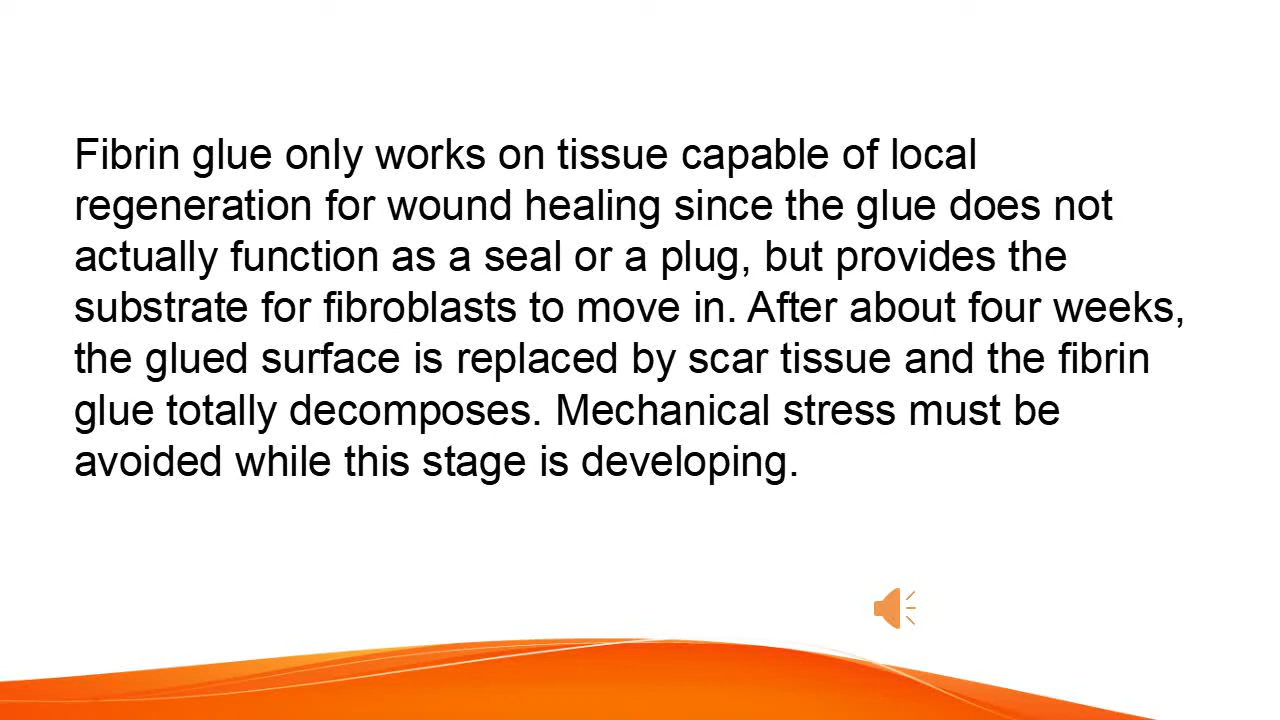 Fibrin glue only works on tissue capable of local
regeneration for wound healing since the glue does not
actually function as a seal or a plug, but provides the
substrate for fibroblasts to move in. After about four weeks,
the glued surface is replaced by scar tissue and the fibrin
glue totally decomposes. Mechanical stress must be
avoided while this stage is developing.